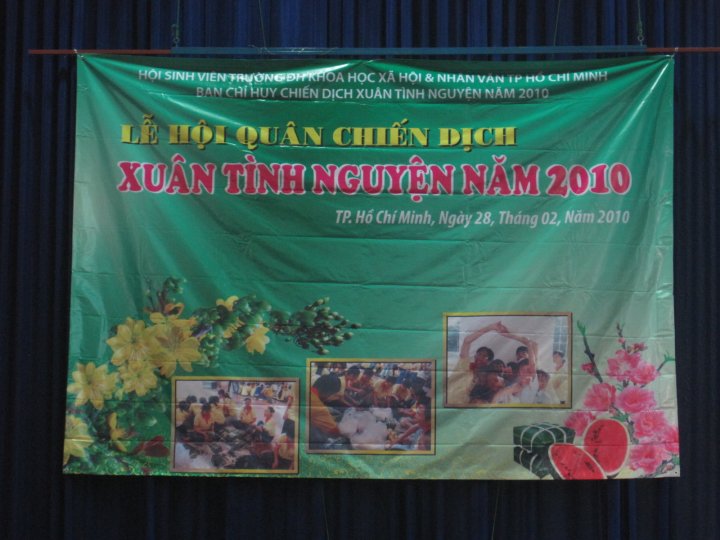 HỘI SINH VIÊN TRƯỜNG ĐH KHOA HỌC XÃ HỘI & NHÂN VĂN TP HỒ CHÍ MINH
BAN CHỈ HUY CHIẾN DỊCH XUÂN TÌNH NGUYỆN NĂM 2010
LỄ HỘI QUÂN CHIẾN DỊCH
XUÂN TÌNH NGUYỆN NĂM 2010
TP. Hồ Chí Minh, Ngày 28, Tháng 02, Năm 2010